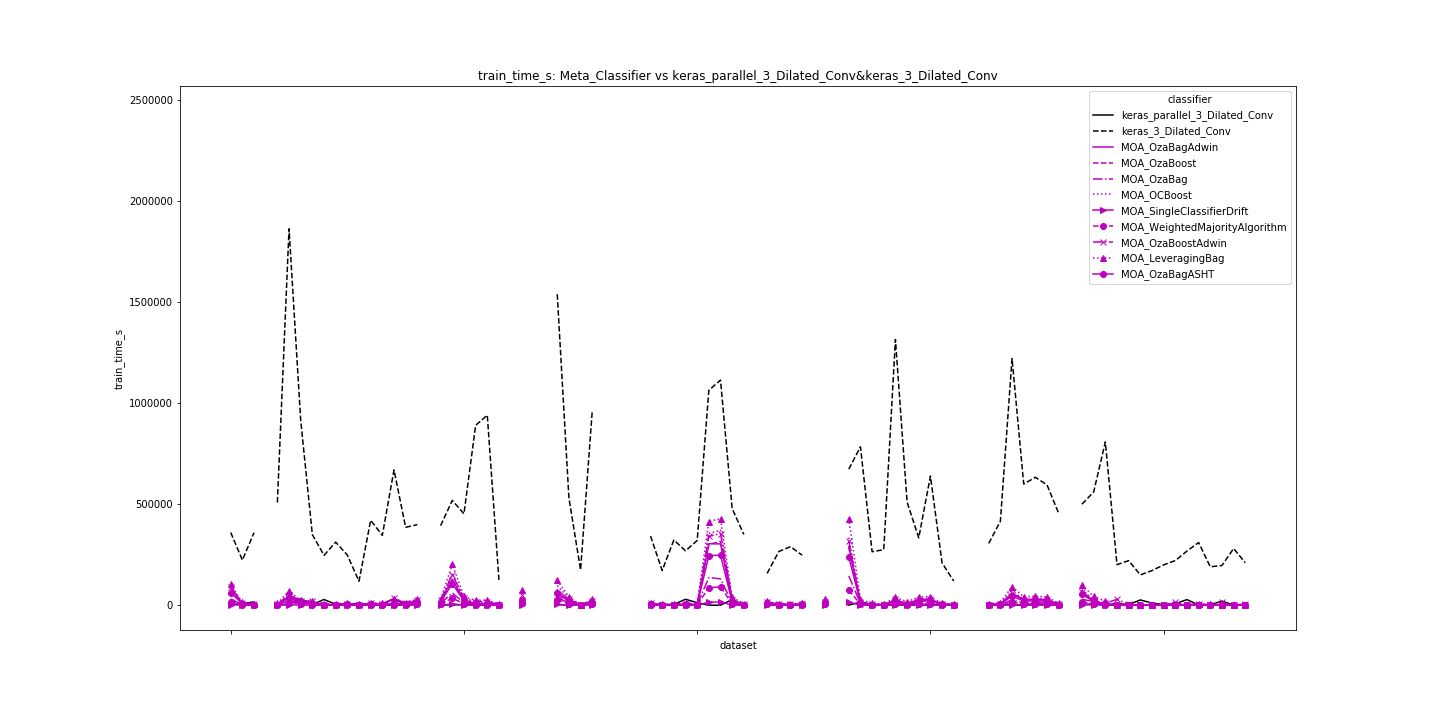 train_time_s: Meta_Classifier vs keras_parallel_3_Dilated_Conv&keras_3_Dilated_Conv
2500000
2000000
1500000
1000000
500000
0
train_time_s
dataset
classifier
keras_parallel_3_Dilated_Conv
keras_3_Dilated_Conv
MOA_OzaBagAdwin
MOA_OzaBoost
MOA_OzaBag
MOA_OCBoost
MOA_SingleClassifierDrift
MOA_WeightedMajorityAlgorithm
MOA_OzaBoostAdwin
MOA_LeveragingBag
MOA_OzaBagASHT